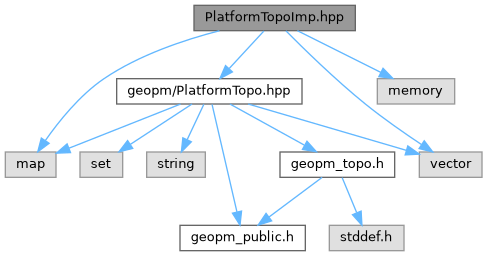 PlatformTopoImp.hpp
geopm/PlatformTopo.hpp
memory
map
set
string
geopm_topo.h
vector
geopm_public.h
stddef.h